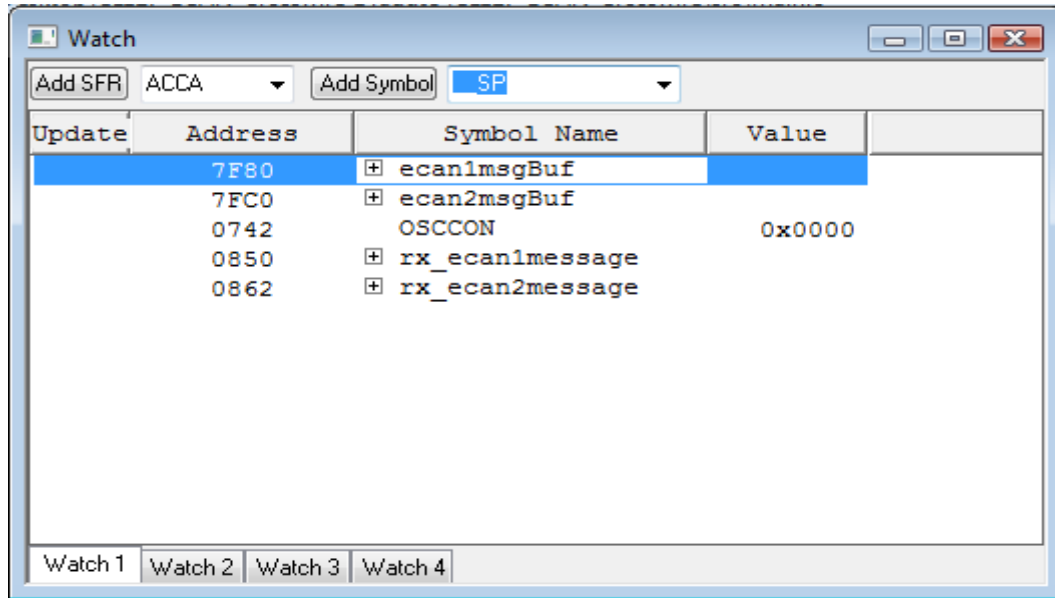 Watch
Add SFR ACCA Add Symbol __SP
Update Address Symbol Name Value
7F80 ecan1msgBuf
7FC0 ecan2msgBuf
0742 OSCCON 0x0000
0850 rx_ecan1message
0862 rx_ecan2message
Watch 1 Watch 2 Watch 3 Watch 4